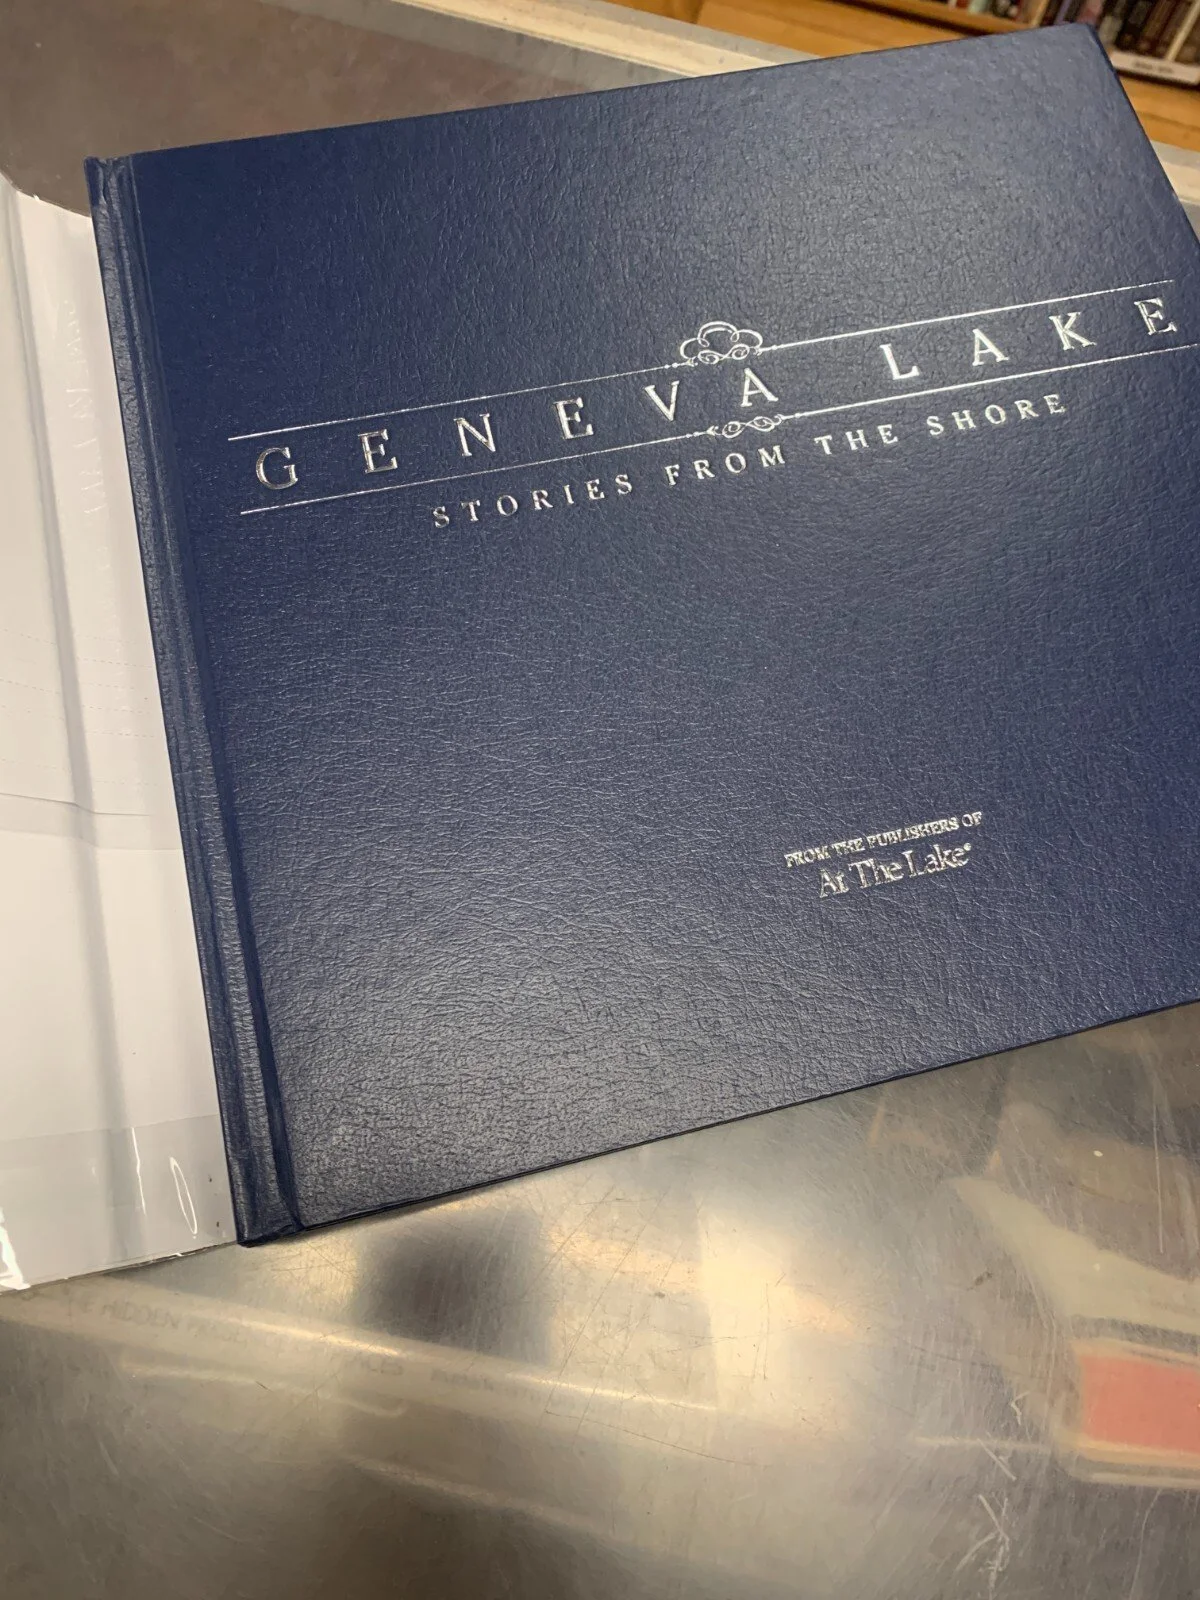 GENEVA LAKE
STORIES FROM THE SHORE
FROM THE PUBLISHERS OF
At The Lake®